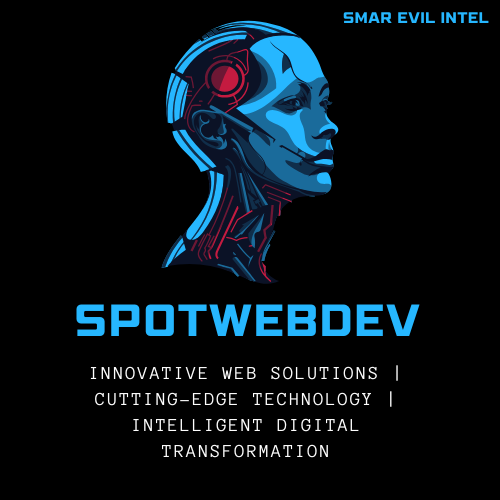 SMAR EVIL INTEL
SPOTWEBDEV
INNOVATIVE WEB SOLUTIONS |
CUTTING-EDGE TECHNOLOGY |
INTELLIGENT DIGITAL
TRANSFORMATION